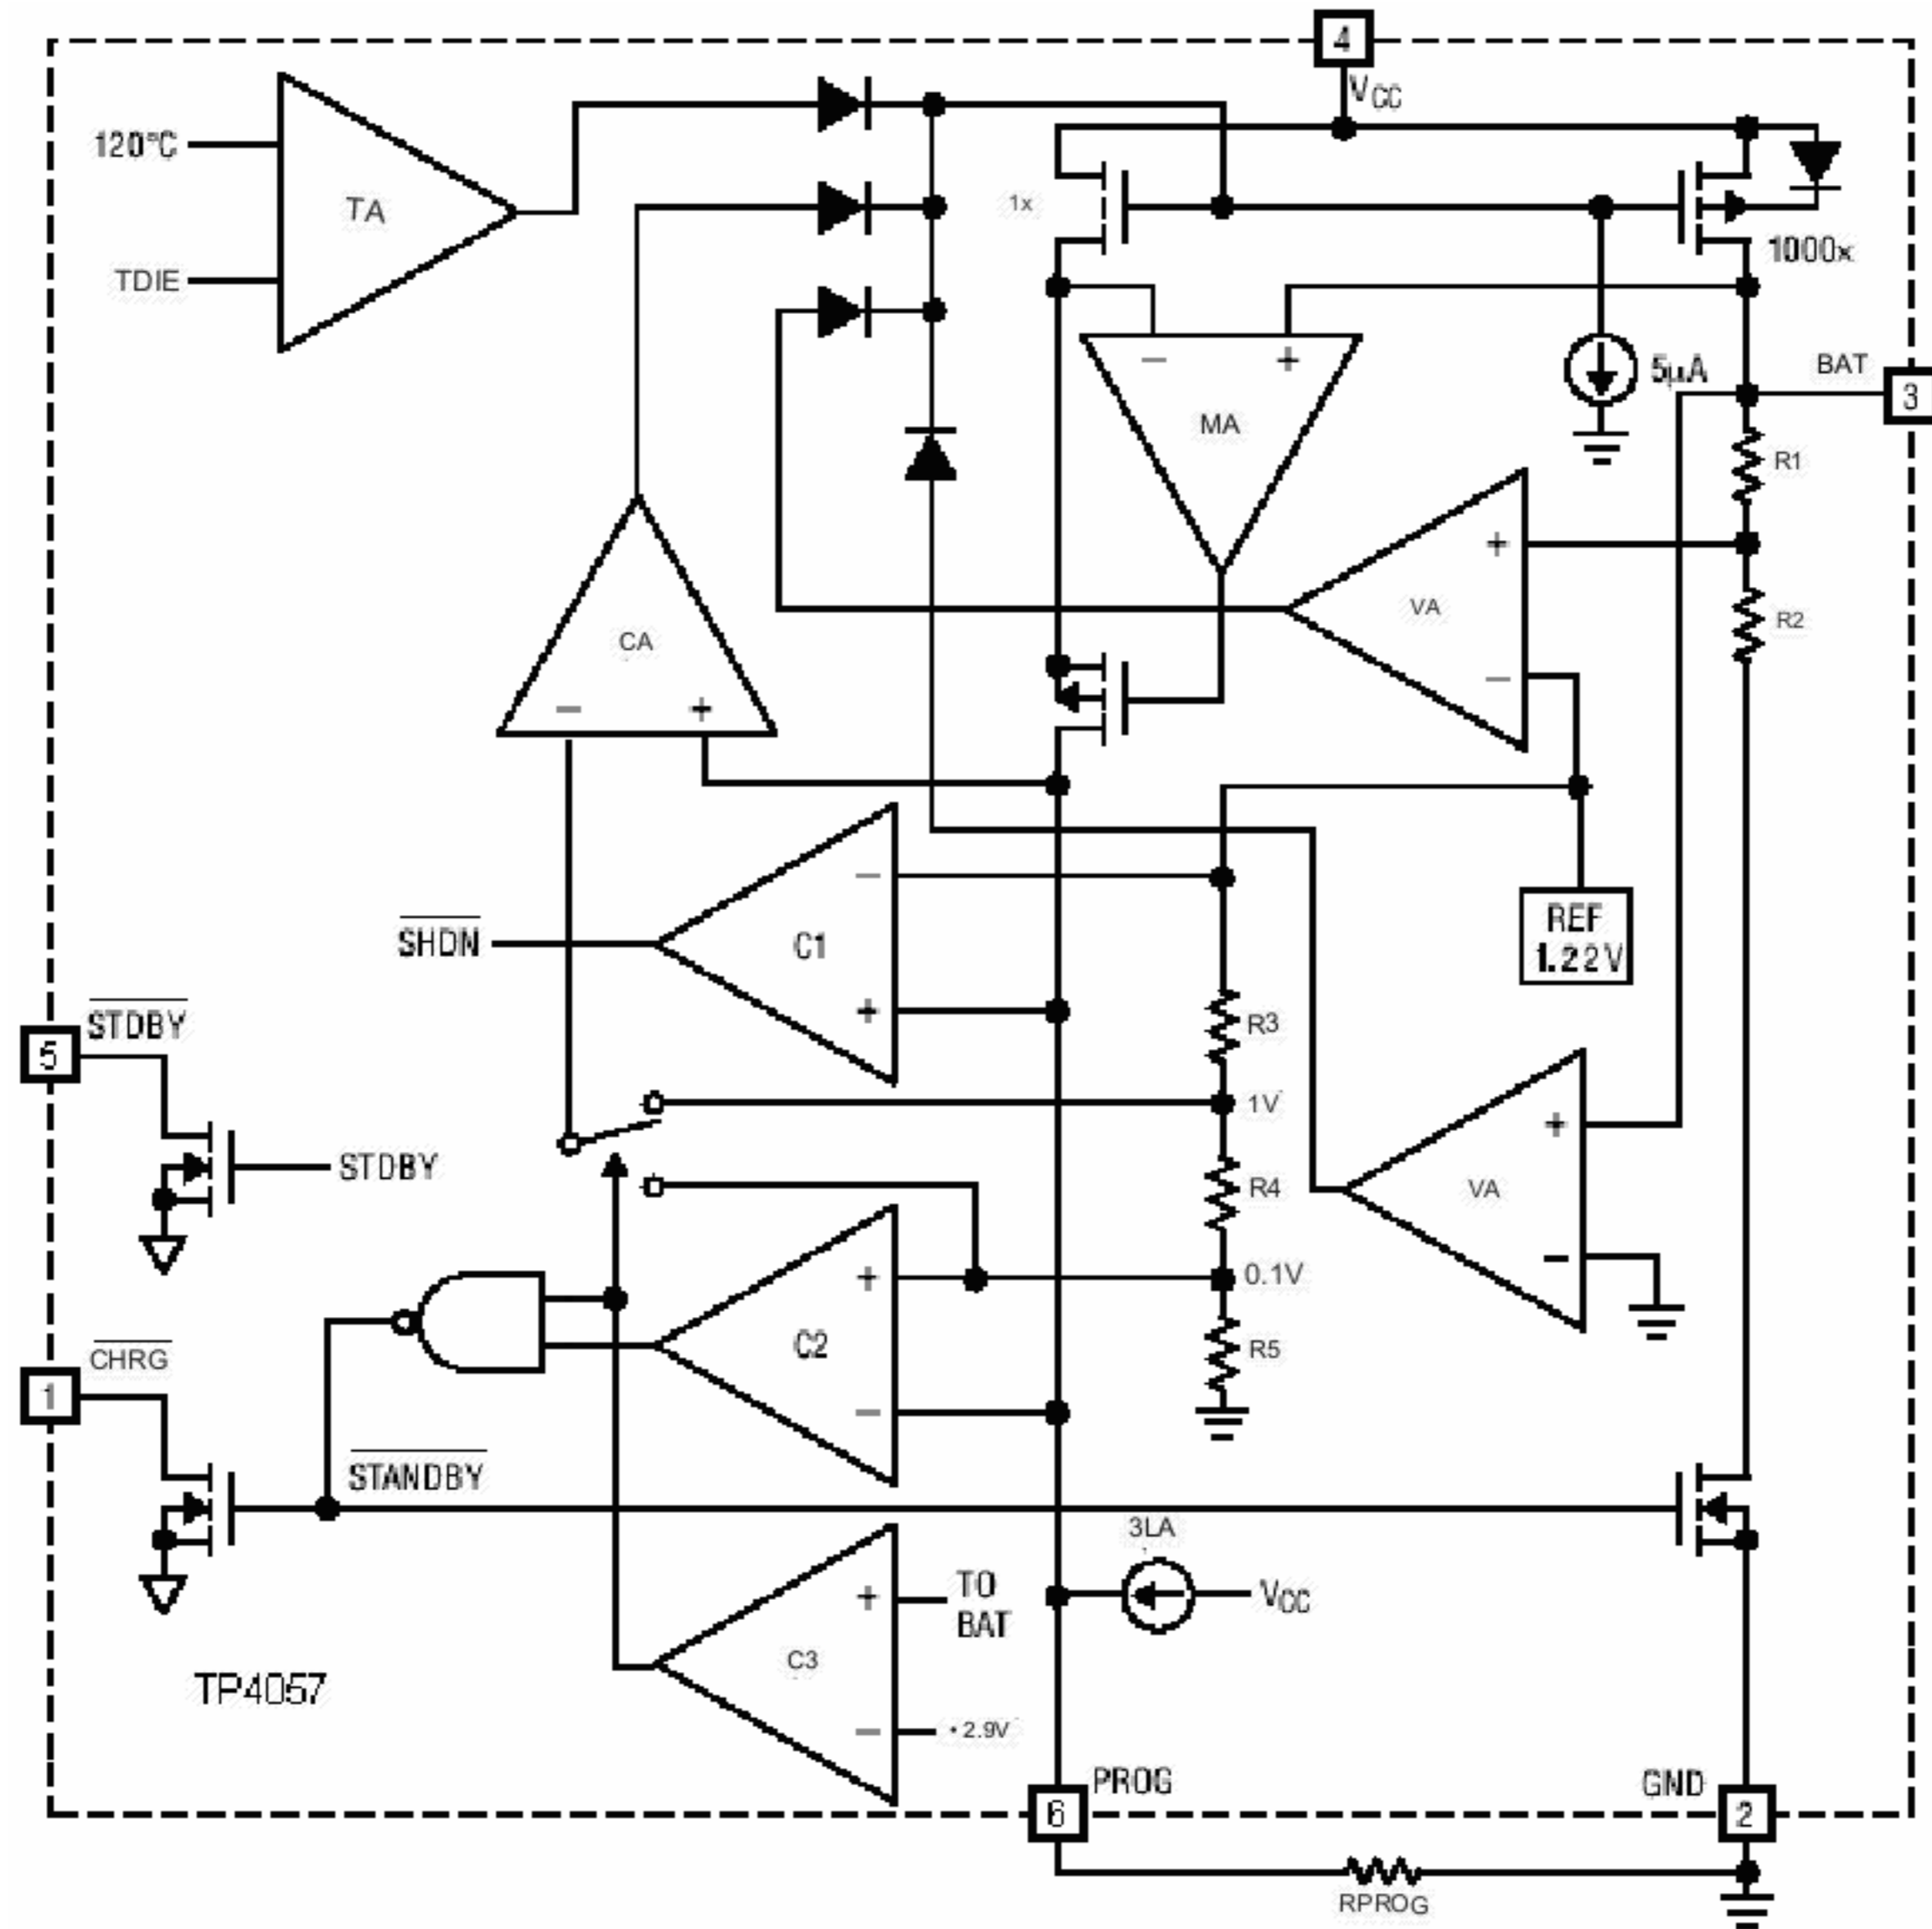 4
VCC
120°C
TA
TDIE
1x
1000x
− +
MA
5µA
BAT
3
R1
+
VA
−
R2
CA
− +
−
C1
+
SHDN
REF
1.22V
STDBY
5
R3
1V
STDBY
R4
+
VA
−
+
C2
−
0.1V
R5
CHRG
1
STANDBY
3LA
VCC
+
TO
BAT
C3
−
• 2.9V
TP4057
PROG
6
GND
2
RPROG